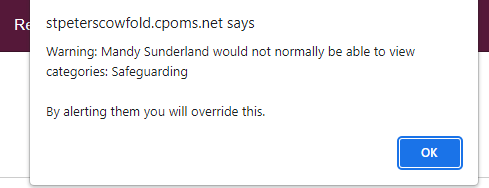 Re
stpeterscowfold.cpoms.net says
Warning: Mandy Sunderland would not normally be able to view
categories: Safeguarding
By alerting them you will override this.
OK